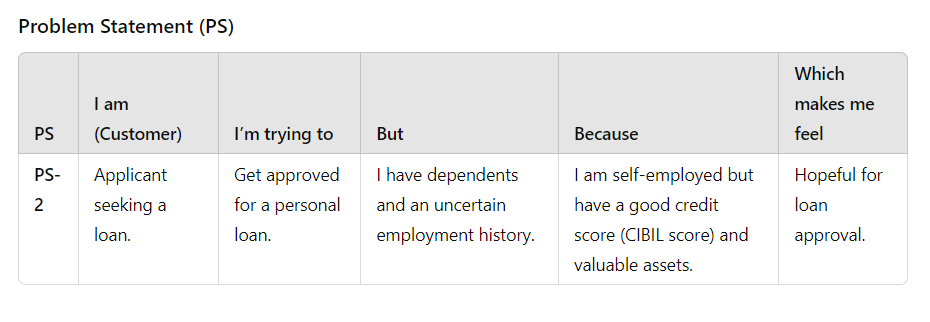 Problem Statement (PS)
PS
I am
(Customer)
I'm trying to
But
Because
Which
makes me
feel
PS-
2
Applicant
seeking a
loan.
Get approved
for a personal
loan.
I have dependents
and an uncertain
employment history.
I am self-employed but
have a good credit
score (CIBIL score) and
valuable assets.
Hopeful for
loan
approval.